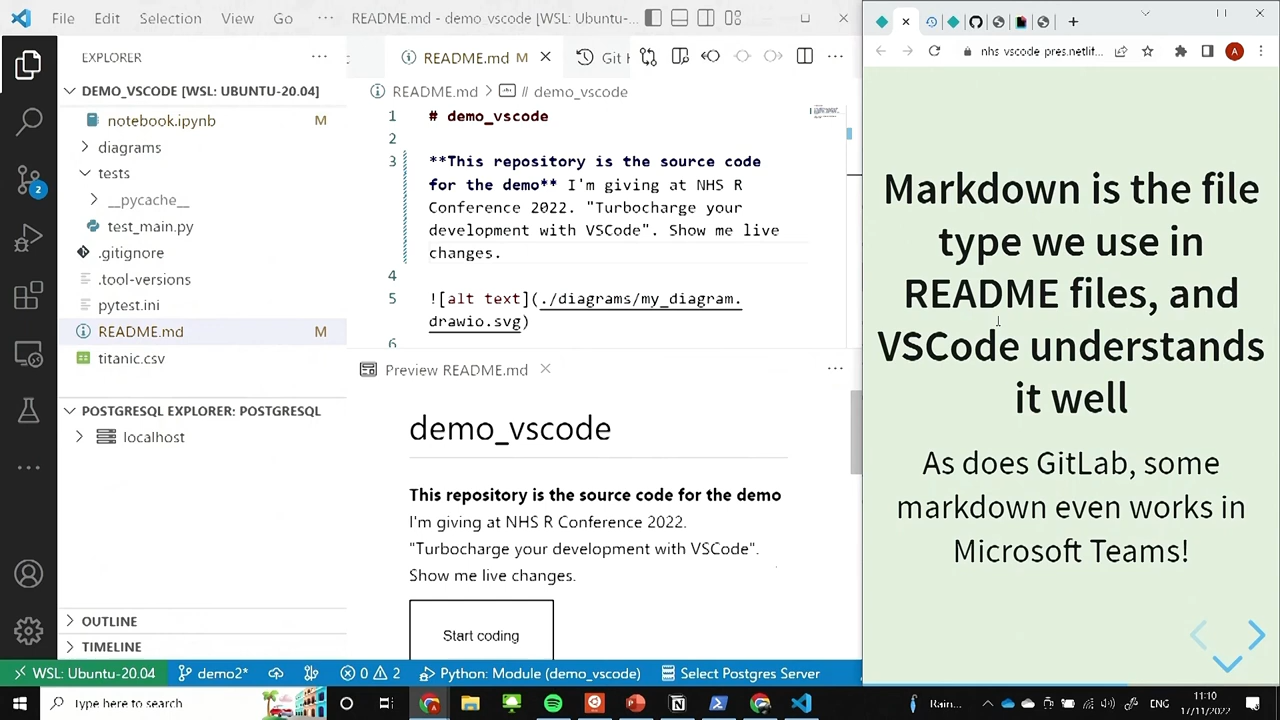 File Edit Selection View Go ··· README.md - demo_vscode [WSL: Ubuntu-...
EXPLORER ···
DEMO_VSCODE [WSL: UBUNTU-20.04]
notebook.ipynb M
diagrams
tests
__pycache__
test_main.py
.gitignore
.tool-versions
pytest.ini
README.md M
titanic.csv
POSTGRESQL EXPLORER: POSTGRESQL
localhost
OUTLINE
TIMELINE
2
README.md M
Git
README.md > // demo_vscode
1 # demo_vscode
2
3 **This repository is the source code
for the demo** I'm giving at NHS R
Conference 2022. "Turbocharge your
development with VSCode". Show me live
changes.
4
5 ![alt text](./diagrams/my_diagram.
drawio.svg)
6
Preview README.md ···
demo_vscode
This repository is the source code for the demo
I'm giving at NHS R Conference 2022.
"Turbocharge your development with VSCode".
Show me live changes.
Start coding
WSL: Ubuntu-20.04 demo2* 0 2 Python: Module (demo_vscode) Select Postgres Server
nhs_vscode_pres.netlif... A
Markdown is the file
type we use in
README files, and
VSCode understands
it well
As does GitLab, some
markdown even works in
Microsoft Teams!
Type here to search
Rain... ENG 11:10
17/11/2022